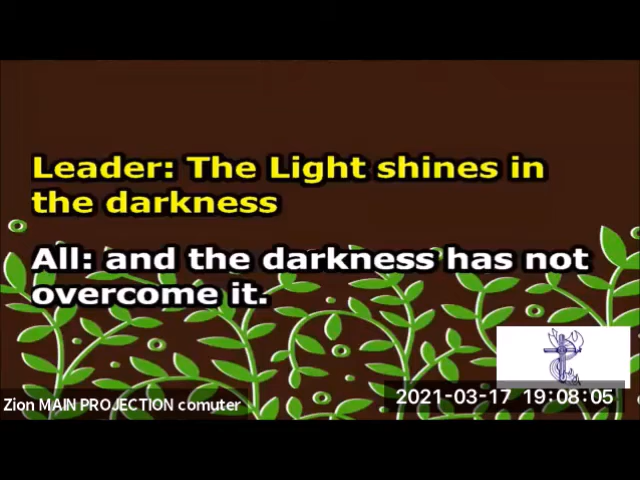 Leader: The Light shines in
the darkness
All: and the darkness has not
overcome it.
Zion MAIN PROJECTION comuter
2021-03-17 19:08:05